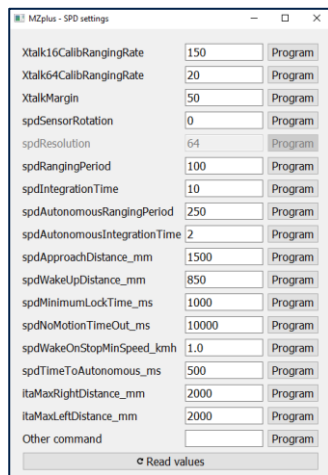 MZplus - SPD settings
Xtalk16CalibRangingRate 150 Program
Xtalk64CalibRangingRate 20 Program
XtalkMargin 50 Program
spdSensorRotation 0 Program
spdResolution 64 Program
spdRangingPeriod 100 Program
spdIntegrationTime 10 Program
spdAutonomousRangingPeriod 250 Program
spdAutonomousIntegrationTime 2 Program
spdApproachDistance_mm 1500 Program
spdWakeUpDistance_mm 850 Program
spdMinimumLockTime_ms 1000 Program
spdNoMotionTimeOut_ms 10000 Program
spdWakeOnStopMinSpeed_kmh 1.0 Program
spdTimeToAutonomous_ms 500 Program
itaMaxRightDistance_mm 2000 Program
itaMaxLeftDistance_mm 2000 Program
Other command Program
Read values